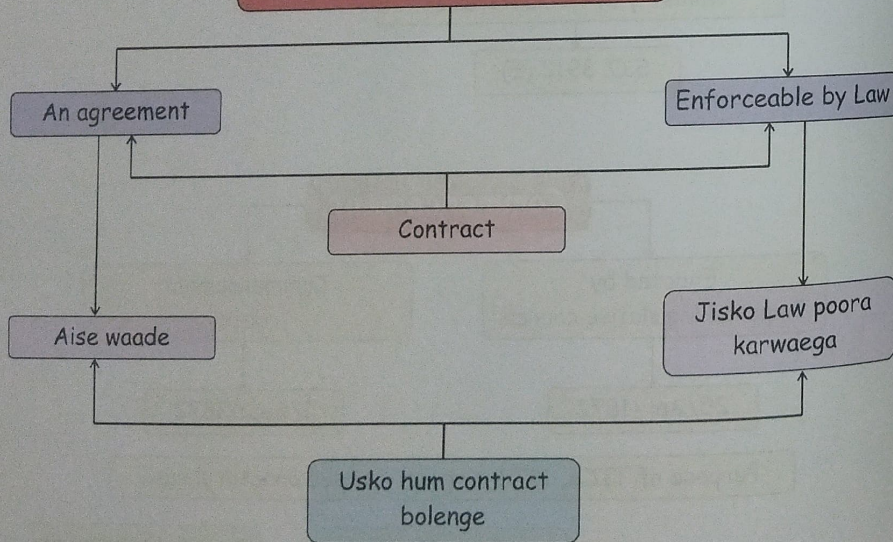 An agreement
Enforceable by Law
Contract
Aise waade
Jisko Law poora
karwaega
Usko hum contract
bolenge